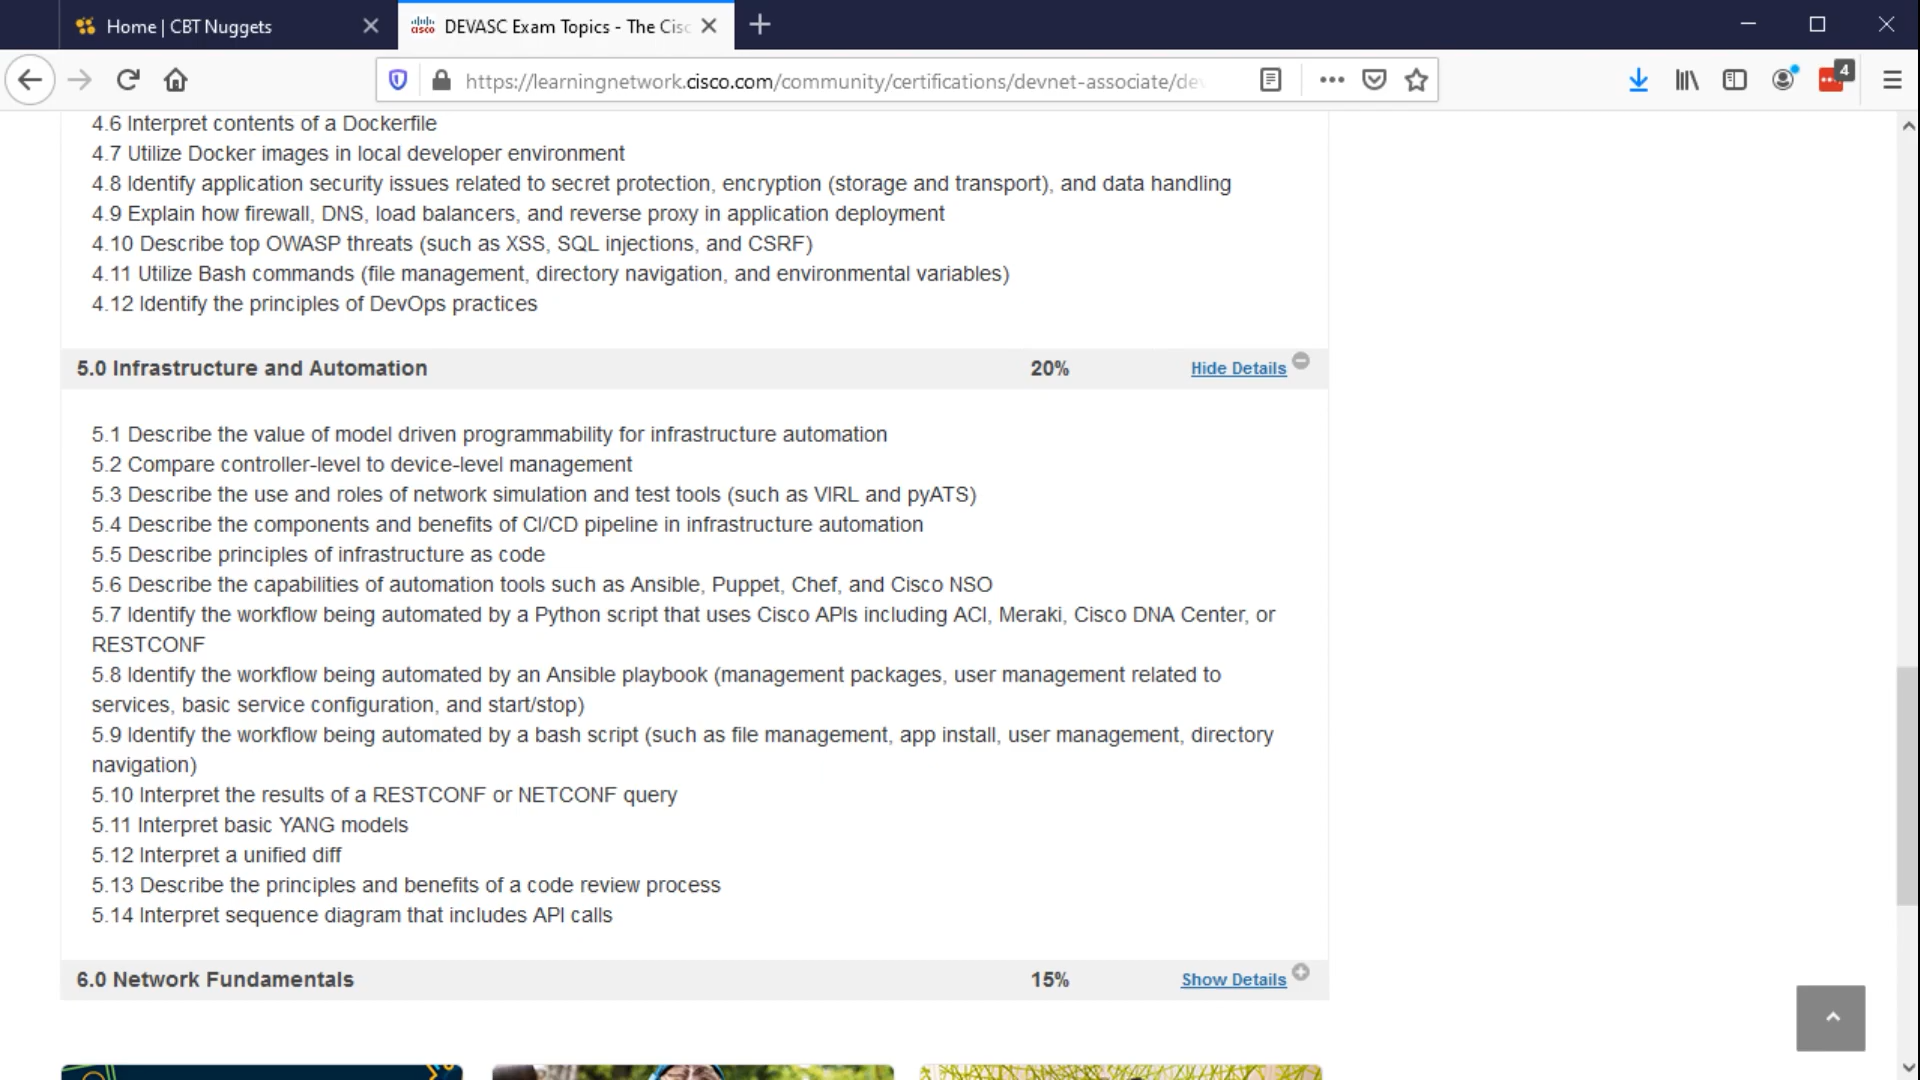 Home | CBT Nuggets
cisco
DEVASC Exam Topics - The Cisc
https://learningnetwork.cisco.com/community/certifications/devnet-associate/de
4
4.6 Interpret contents of a Dockerfile
4.7 Utilize Docker images in local developer environment
4.8 Identify application security issues related to secret protection, encryption (storage and transport), and data handling
4.9 Explain how firewall, DNS, load balancers, and reverse proxy in application deployment
4.10 Describe top OWASP threats (such as XSS, SQL injections, and CSRF)
4.11 Utilize Bash commands (file management, directory navigation, and environmental variables)
4.12 Identify the principles of DevOps practices
5.0 Infrastructure and Automation 20% Hide Details
5.1 Describe the value of model driven programmability for infrastructure automation
5.2 Compare controller-level to device-level management
5.3 Describe the use and roles of network simulation and test tools (such as VIRL and pyATS)
5.4 Describe the components and benefits of CI/CD pipeline in infrastructure automation
5.5 Describe principles of infrastructure as code
5.6 Describe the capabilities of automation tools such as Ansible, Puppet, Chef, and Cisco NSO
5.7 Identify the workflow being automated by a Python script that uses Cisco APIs including ACI, Meraki, Cisco DNA Center, or
RESTCONF
5.8 Identify the workflow being automated by an Ansible playbook (management packages, user management related to
services, basic service configuration, and start/stop)
5.9 Identify the workflow being automated by a bash script (such as file management, app install, user management, directory
navigation)
5.10 Interpret the results of a RESTCONF or NETCONF query
5.11 Interpret basic YANG models
5.12 Interpret a unified diff
5.13 Describe the principles and benefits of a code review process
5.14 Interpret sequence diagram that includes API calls
6.0 Network Fundamentals 15% Show Details